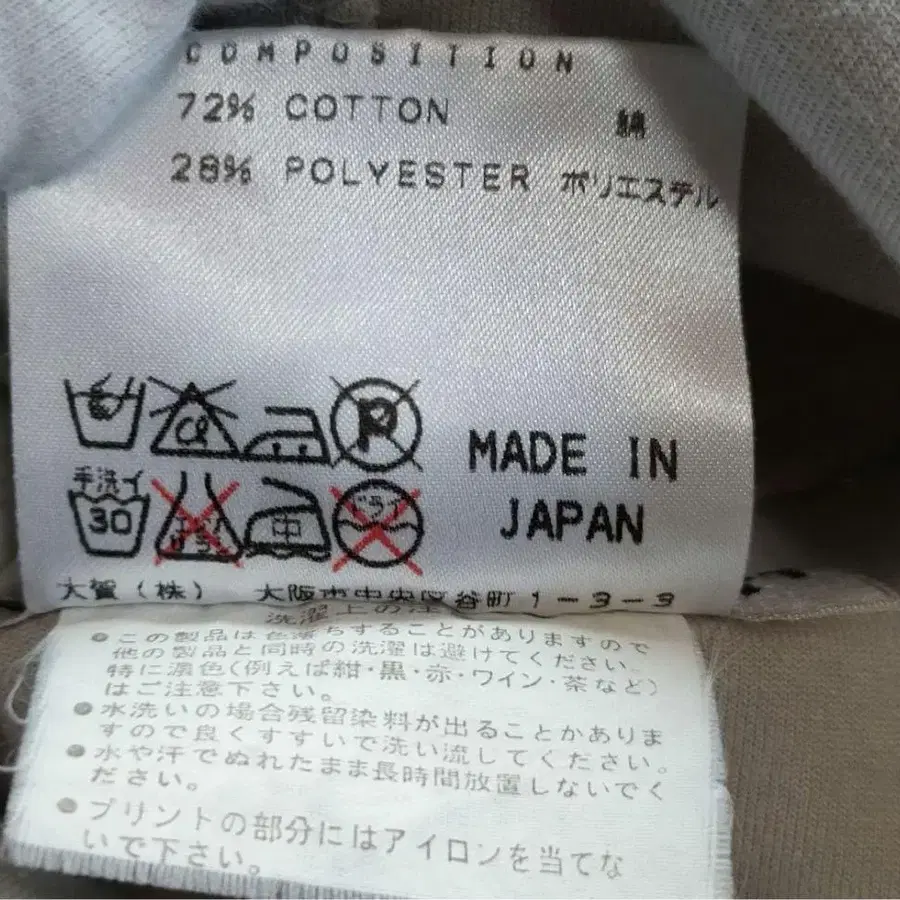 COMPOSITION
72% COTTON 綿
28% POLYESTER ポリエステル
Cl P
MADE IN
JAPAN
手洗イ
30 中 ドライ
大賀(株) 大阪市中央区谷町1-3-3
洗濯上の注
●この製品は色落ちすることがありますので
他の製品と同時の洗濯は避けてください。
特に濃色(例えば紺・黒・赤・ワイン・茶など)
はご注意下さい。
●水洗いの場合残留染料が出ることがありま
すので良くすすいで洗い流してください。
●水や汗でぬれたまま長時間放置しないでく
ださい。
●プリントの部分にはアイロンを当てな
いで下さい。